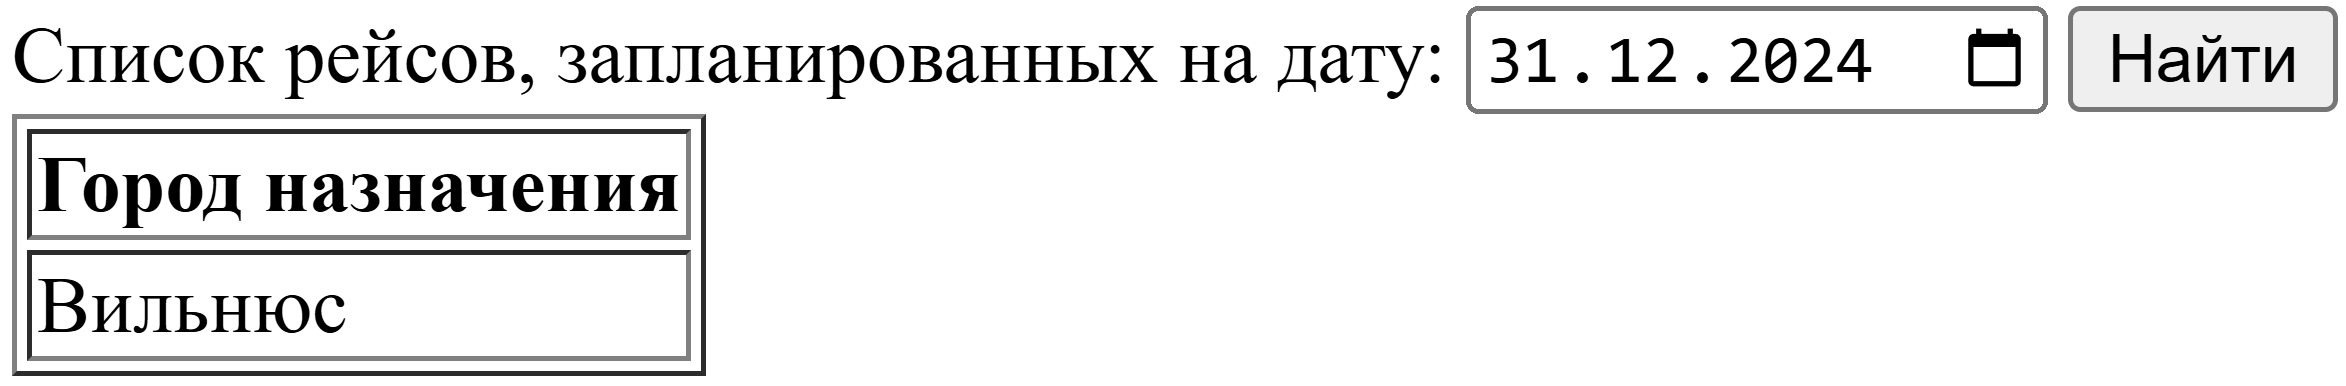 Список рейсов, запланированных на дату: 31.12.2024 Найти
Город назначения
Вильнюс